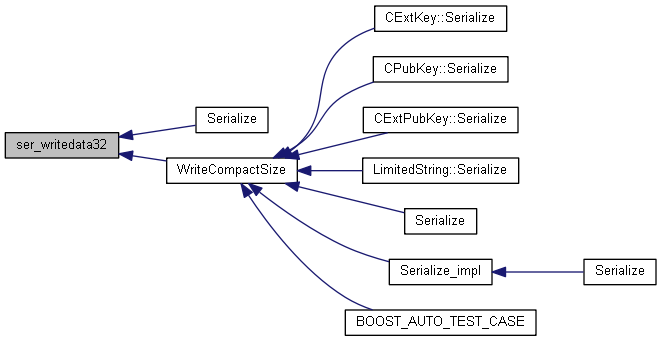 CExtKey::Serialize
CPubKey::Serialize
CExtPubKey::Serialize
Serialize
ser_writedata32
WriteCompactSize
LimitedString::Serialize
Serialize
Serialize_impl
Serialize
BOOST_AUTO_TEST_CASE